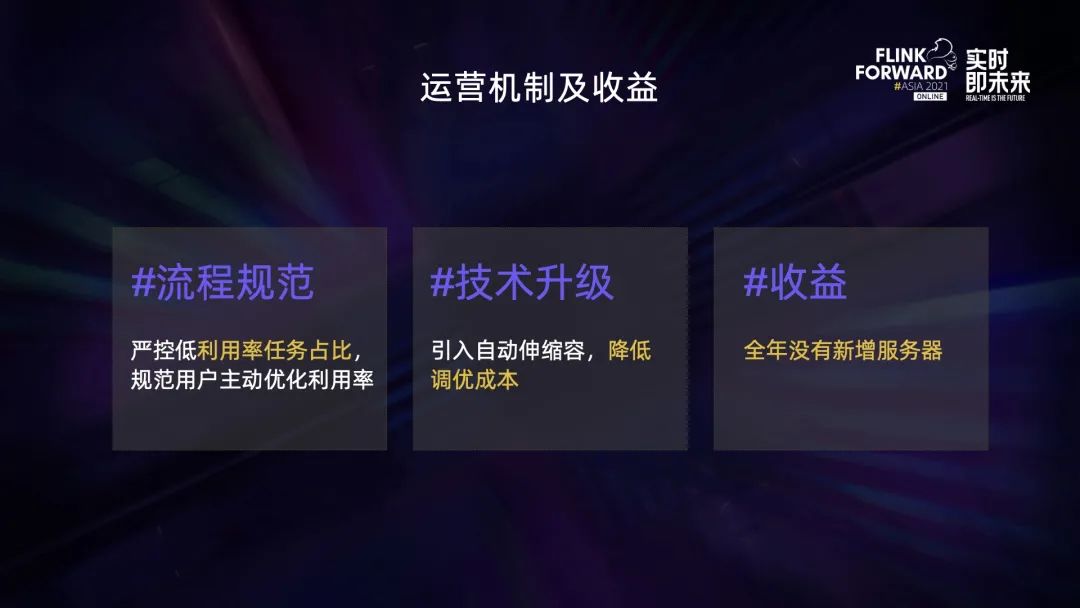 FLINK
FORWARD
#ASIA 2021
ONLINE
实时
即未来
REAL-TIME IS THE FUTURE
运营机制及收益
#流程规范
严控低利用率任务占比，
规范用户主动优化利用率
#技术升级
引入自动伸缩容，降低
调优成本
#收益
全年没有新增服务器